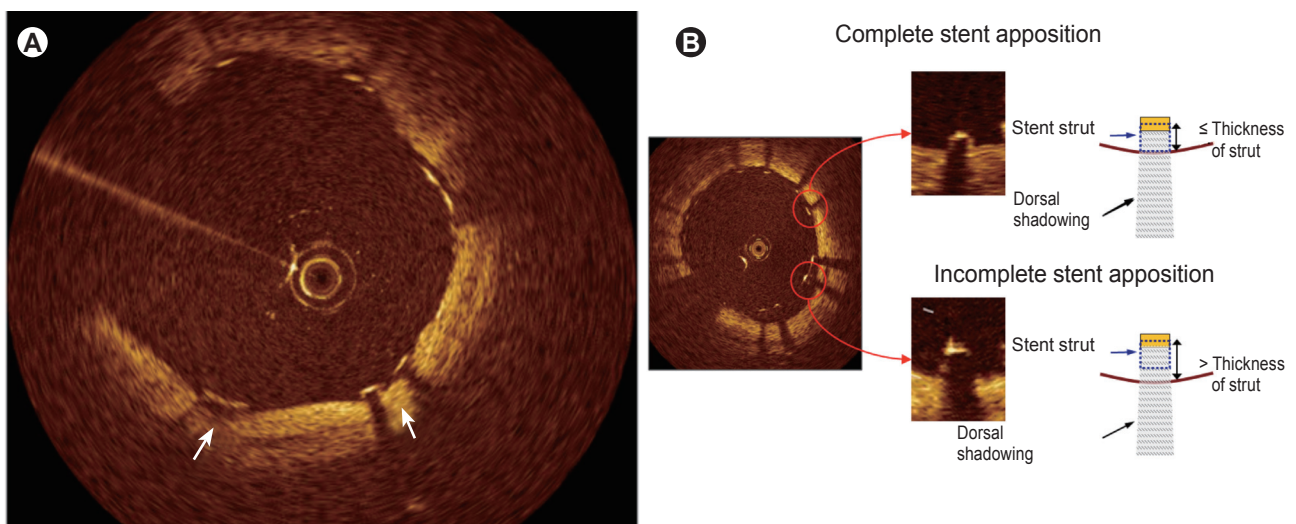 A
B
Complete stent apposition
Stent strut
≤ Thickness
of strut
Dorsal
shadowing
Incomplete stent apposition
Stent strut
> Thickness
of strut
Dorsal
shadowing